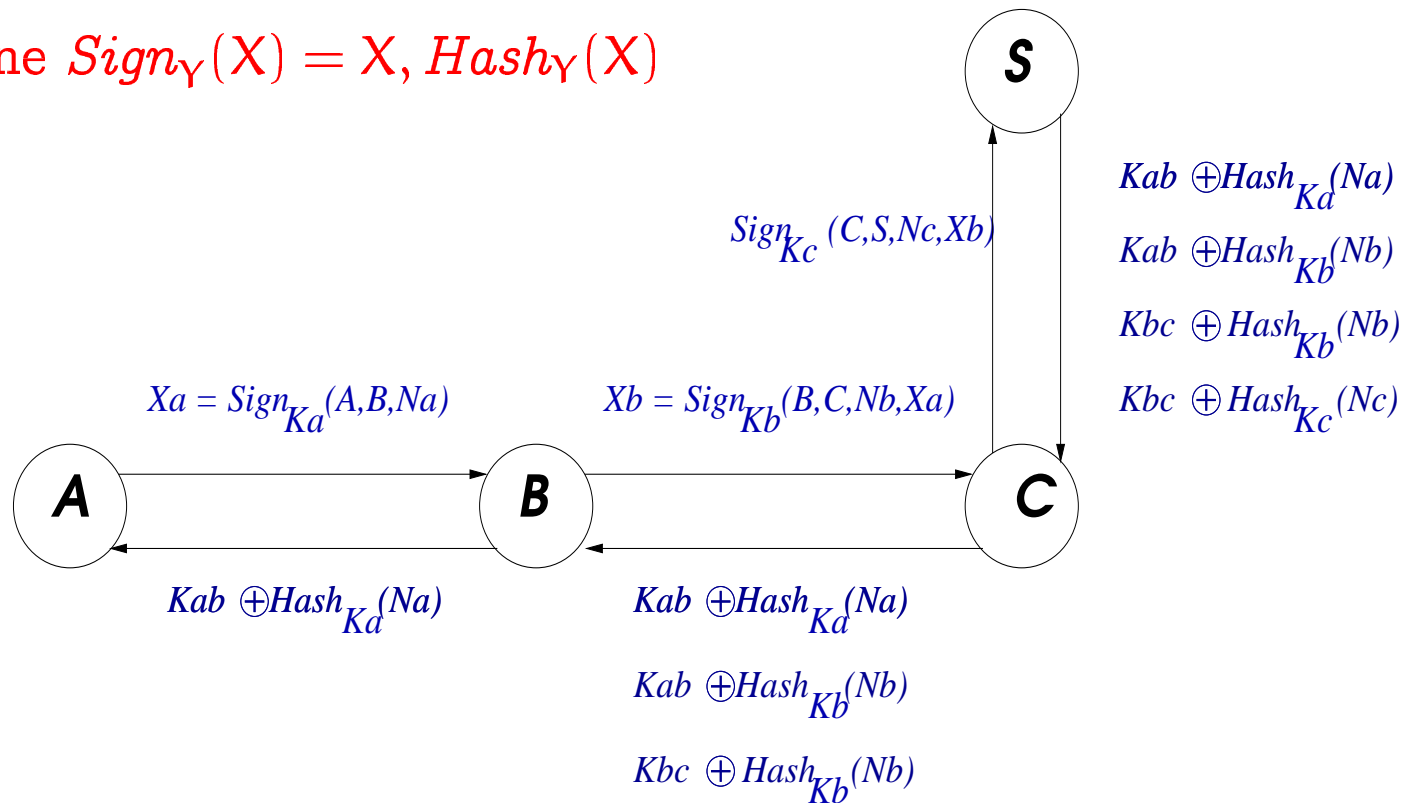 Sign_Y(X) = X, Hash_Y(X)
S
Kab ⊕Hash_Ka(Na)
Sign_Kc (C,S,Nc,Xb)
Kab ⊕Hash_Kb(Nb)
Kbc ⊕ Hash_Kb(Nb)
Kbc ⊕ Hash_Kc(Nc)
Xa = Sign_Ka(A,B,Na)
Xb = Sign_Kb(B,C,Nb,Xa)
A
B
C
Kab ⊕Hash_Ka(Na)
Kab ⊕Hash_Ka(Na)
Kab ⊕Hash_Kb(Nb)
Kbc ⊕ Hash_Kb(Nb)